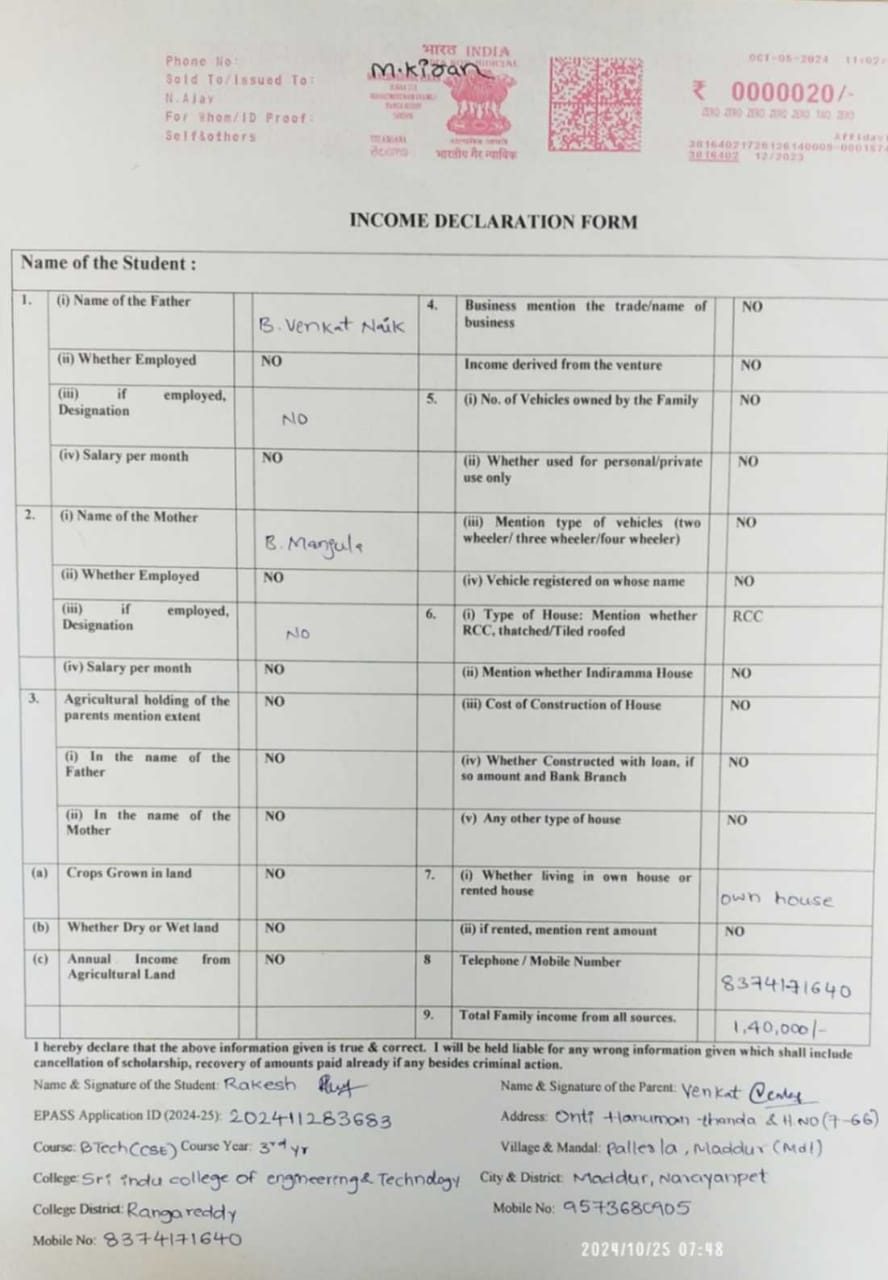 भारत INDIA
M.Kiran
Phone No:
Sold To/Issued To:
N.Ajay
For Whom/ID Proof:
Self&others
भारतीय गैर न्यायिक
OCT-05-2024 11:02:
₹ 0000020/-
ZERO ZERO ZERO ZERO TWO ZERO
Affidavit
3816402 12/2023
INCOME DECLARATION FORM
Name of the Student :
1. (i) Name of the Father B. Venkat Naik
(ii) Whether Employed NO
(iii) if employed, Designation NO
(iv) Salary per month NO
2. (i) Name of the Mother B. Mangula
(ii) Whether Employed NO
(iii) if employed, Designation NO
(iv) Salary per month NO
3. Agricultural holding of the parents mention extent NO
(i) In the name of the Father NO
(ii) In the name of the Mother NO
(a) Crops Grown in land NO
(b) Whether Dry or Wet land NO
(c) Annual Income from Agricultural Land NO
4. Business mention the trade/name of business NO
Income derived from the venture NO
5. (i) No. of Vehicles owned by the Family NO
(ii) Whether used for personal/private use only NO
(iii) Mention type of vehicles (two wheeler/ three wheeler/four wheeler) NO
(iv) Vehicle registered on whose name NO
6. (i) Type of House: Mention whether RCC, thatched/Tiled roofed RCC
(ii) Mention whether Indiramma House NO
(iii) Cost of Construction of House NO
(iv) Whether Constructed with loan, if so amount and Bank Branch NO
(v) Any other type of house NO
7. (i) Whether living in own house or rented house own house
(ii) if rented, mention rent amount NO
8 Telephone / Mobile Number 8374171640
9. Total Family income from all sources. 1,40,000/-
I hereby declare that the above information given is true & correct. I will be held liable for any wrong information given which shall include
cancellation of scholarship, recovery of amounts paid already if any besides criminal action.
Name & Signature of the Student: Rakesh
EPASS Application ID (2024-25): 202411283683
Course: BTech(CSE) Course Year: 3rd yr
College: Sri indu college of engineereng & Technology
College District: Rangareddy
Mobile No: 8374171640
Name & Signature of the Parent: Venkat
Address: Onti Hanuman thanda & H.NO (7-66)
Village & Mandal: Pallerla, Maddur (Mdl)
City & District: Maddur, Narayanpet
Mobile No: 9573680905
2024/10/25 07:48